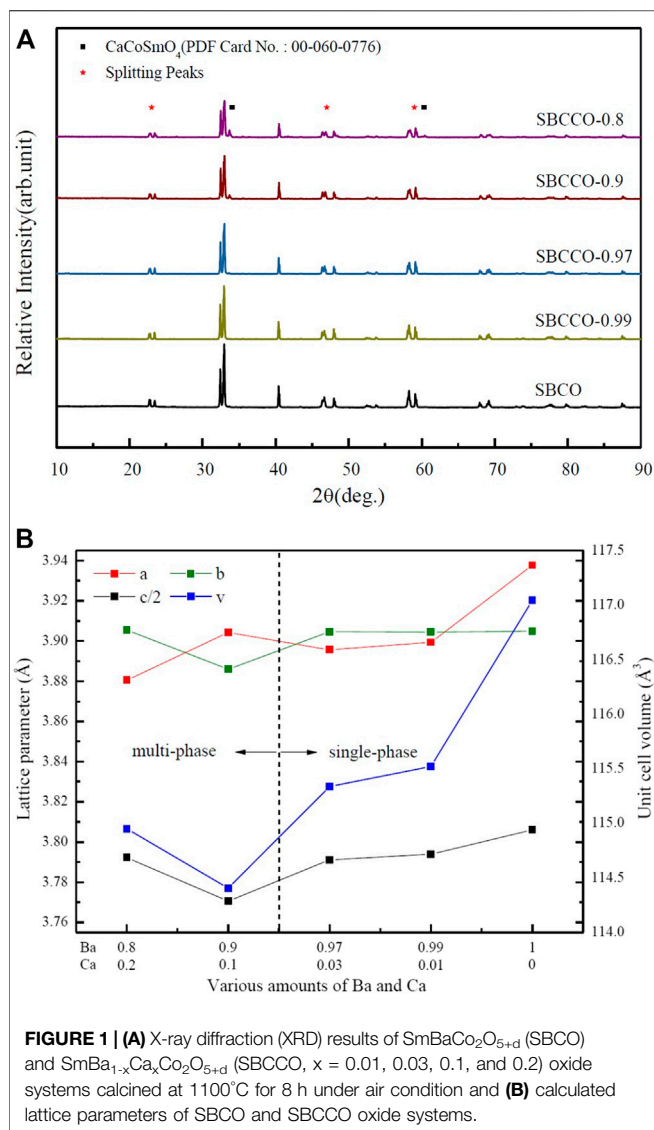 A
CaCoSmO₄(PDF Card No. : 00-060-0776)
Splitting Peaks
Relative Intensity(arb.unit)
SBCCO-0.8
SBCCO-0.9
SBCCO-0.97
SBCCO-0.99
SBCO
10 20 30 40 50 60 70 80 90
2θ(deg.)
B
a b
c/2 v
Lattice parameter (Å)
3.94
3.92
3.90
3.88
3.86
3.84
3.82
3.80
3.78
3.76
multi-phase single-phase
117.5
117.0
116.5
116.0
115.5
115.0
114.5
114.0
Unit cell volume (Å³)
Ba 0.8 0.9 0.97 0.99 1
Ca 0.2 0.1 0.03 0.01 0
Various amounts of Ba and Ca
FIGURE 1 | (A) X-ray diffraction (XRD) results of SmBaCo₂O₅₊d (SBCO)
and SmBa₁₋ₓCaₓCo₂O₅₊d (SBCCO, x = 0.01, 0.03, 0.1, and 0.2) oxide
systems calcined at 1100°C for 8 h under air condition and (B) calculated
lattice parameters of SBCO and SBCCO oxide systems.